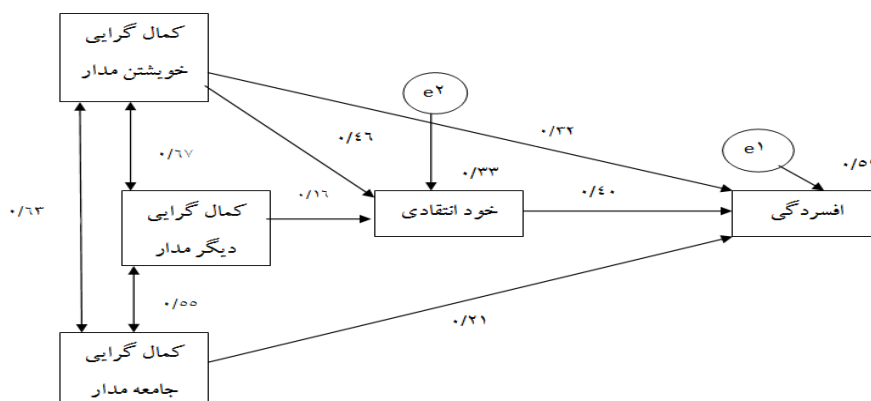 کمال گرایی
خویشتن مدار
e۲
۰/۳۲
۰/۴۶
e۱
۰/۶۷
۰/۳۳
کمال گرایی
دیگر مدار
۰/۱۶
خود انتقادی
۰/۴۰
افسردگی
۰/۶۳
۰/۵۵
۰/۲۱
کمال گرایی
جامعه مدار